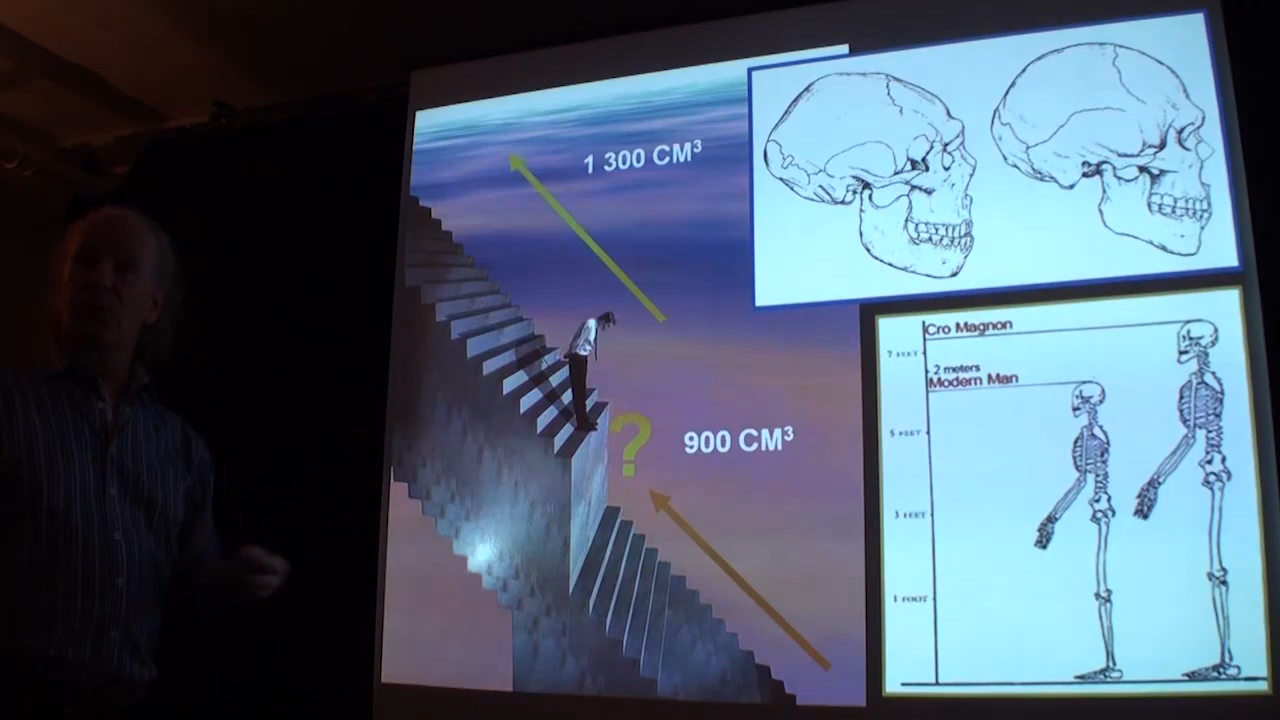 1 300 CM³
?
900 CM³
Cro Magnon
7 FEET
2 meters
Modern Man
5 FEET
3 FEET
1 FOOT